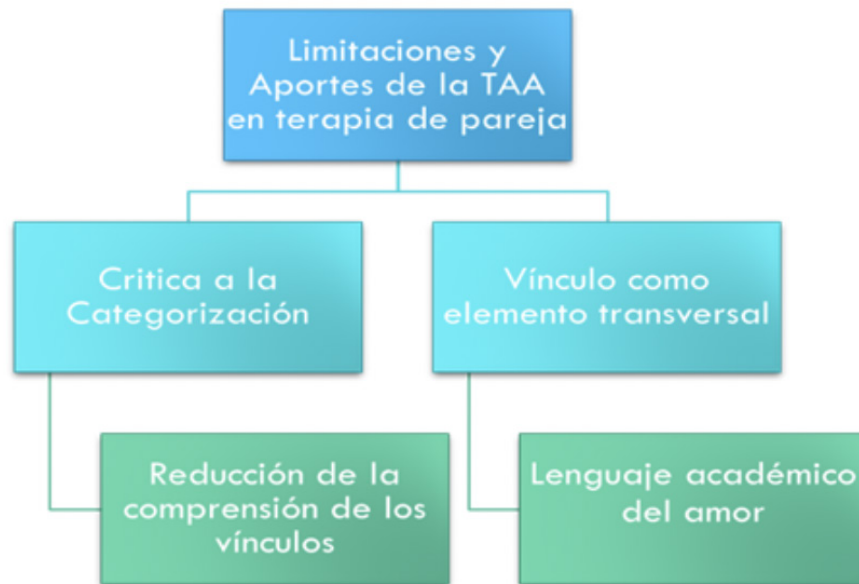 Limitaciones y
Aportes de la TAA
en terapia de pareja
Critica a la
Categorización
Vínculo como
elemento transversal
Reducción de la
comprensión de los
vínculos
Lenguaje académico
del amor